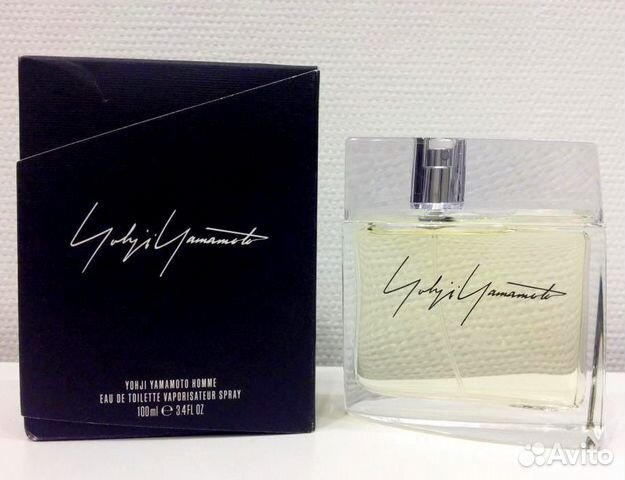 Yohji Yamamoto
YOHJI YAMAMOTO HOMME
EAU DE TOILETTE VAPORISATEUR SPRAY
100ml ℮ 3.4FL OZ
Yohji Yamamoto
Avito